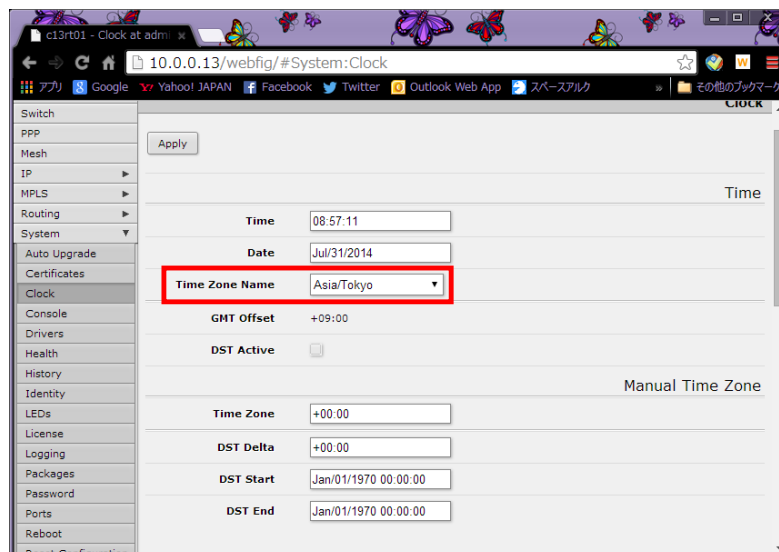 c13rt01 - Clock at adm
10.0.0.13/webfig/#System:Clock
アプリ Google Yahoo! JAPAN Facebook Twitter Outlook Web App スペースアルク » その他のブックマーク
Clock
Switch
PPP
Mesh
IP
MPLS
Routing
System
Auto Upgrade
Certificates
Clock
Console
Drivers
Health
History
Identity
LEDs
License
Logging
Packages
Password
Ports
Reboot
Reset Configuration
Apply
Time
Time 08:57:11
Date Jul/31/2014
Time Zone Name Asia/Tokyo
GMT Offset +09:00
DST Active
Manual Time Zone
Time Zone +00:00
DST Delta +00:00
DST Start Jan/01/1970 00:00:00
DST End Jan/01/1970 00:00:00